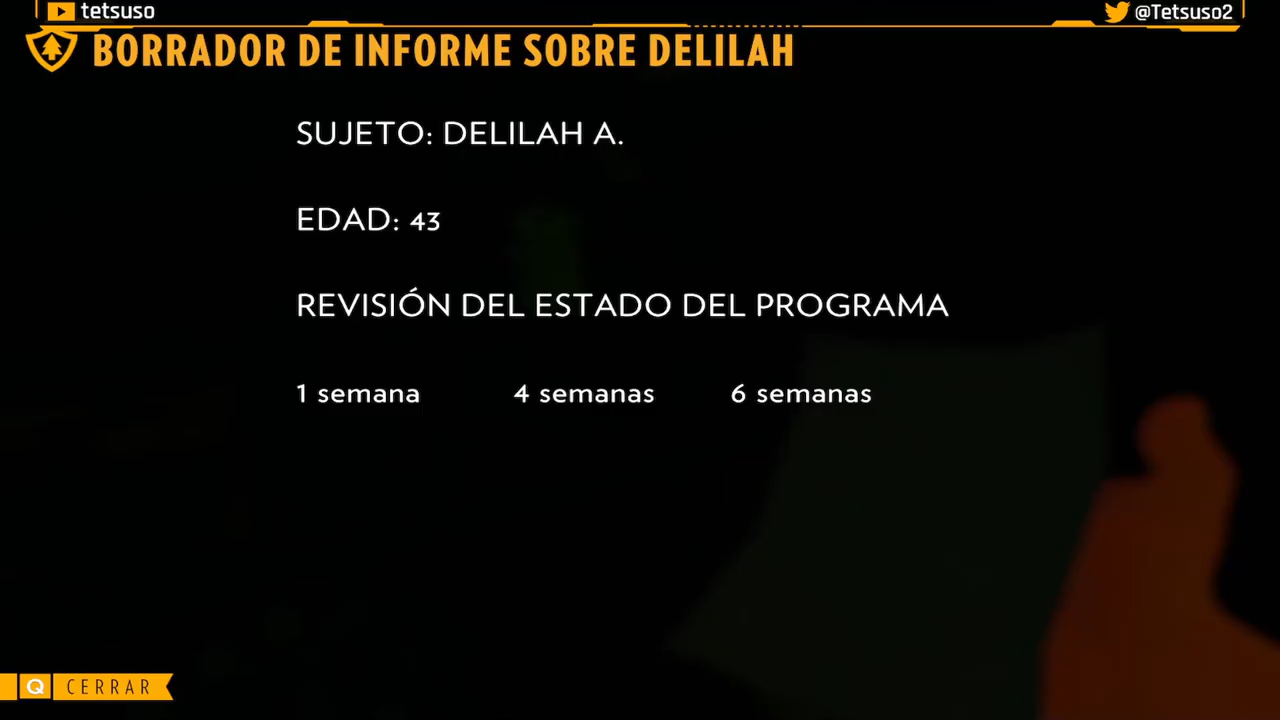 tetsuso
@Tetsuso2
BORRADOR DE INFORME SOBRE DELILAH
SUJETO: DELILAH A.
EDAD: 43
REVISIÓN DEL ESTADO DEL PROGRAMA
1 semana 4 semanas 6 semanas
Q CERRAR